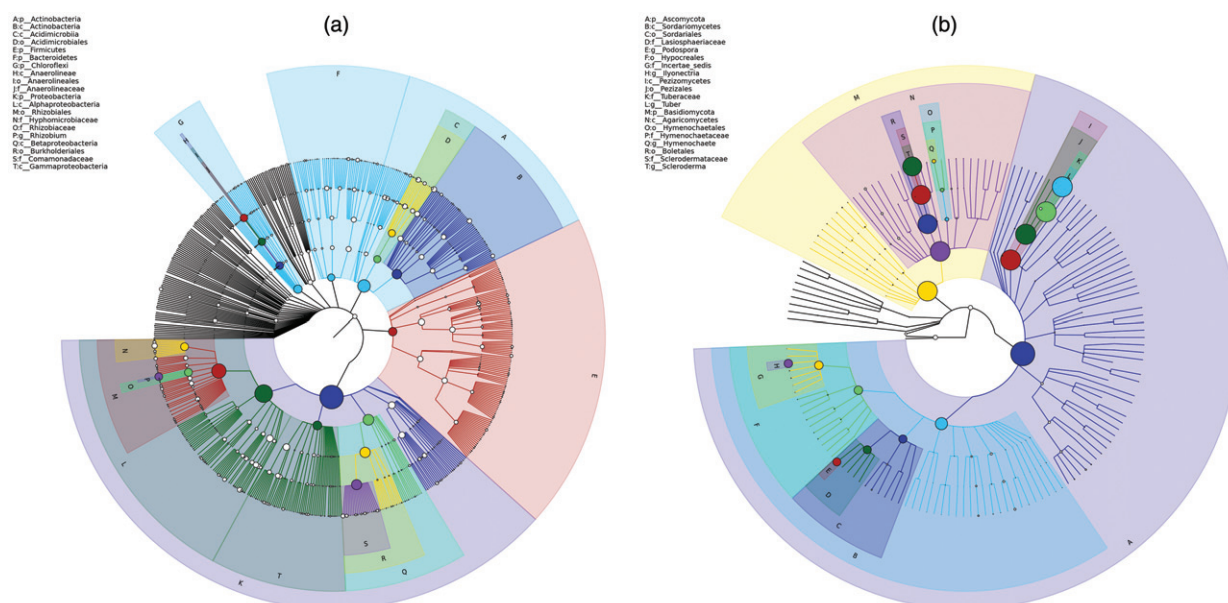 (a)
A:p__Actinobacteria
B:c__Actinobacteria
C:c__Acidimicrobiia
D:o__Acidimicrobiales
E:p__Firmicutes
F:p__Bacteroidetes
G:p__Chloroflexi
H:c__Anaerolineae
I:o__Anaerolineales
J:f__Anaerolineaceae
K:p__Proteobacteria
L:c__Alphaproteobacteria
M:o__Rhizobiales
N:f__Hyphomicrobiaceae
O:f__Rhizobiaceae
P:g__Rhizobium
Q:c__Betaproteobacteria
R:o__Burkholderiales
S:f__Comamonadaceae
T:c__Gammaproteobacteria
F
G
H
C
A
D
B
E
N
P
O
M
L
K
T
S
R
Q
(b)
A:p__Ascomycota
B:c__Sordariomycetes
C:o__Sordariales
D:f__Lasiosphaeriaceae
E:g__Podospora
F:o__Hypocreales
G:f__Incertae_sedis
H:g__Ilyonectria
I:c__Pezizomycetes
J:o__Pezizales
K:f__Tuberaceae
L:g__Tuber
M:p__Basidiomycota
N:c__Agaricomycetes
O:o__Hymenochaetales
P:f__Hymenochaetaceae
Q:g__Hymenochaete
R:o__Boletales
S:f__Sclerodermataceae
T:g__Scleroderma
M
N
O
R
P
S
Q
T
I
J
K
L
H
G
F
E
D
C
B
A